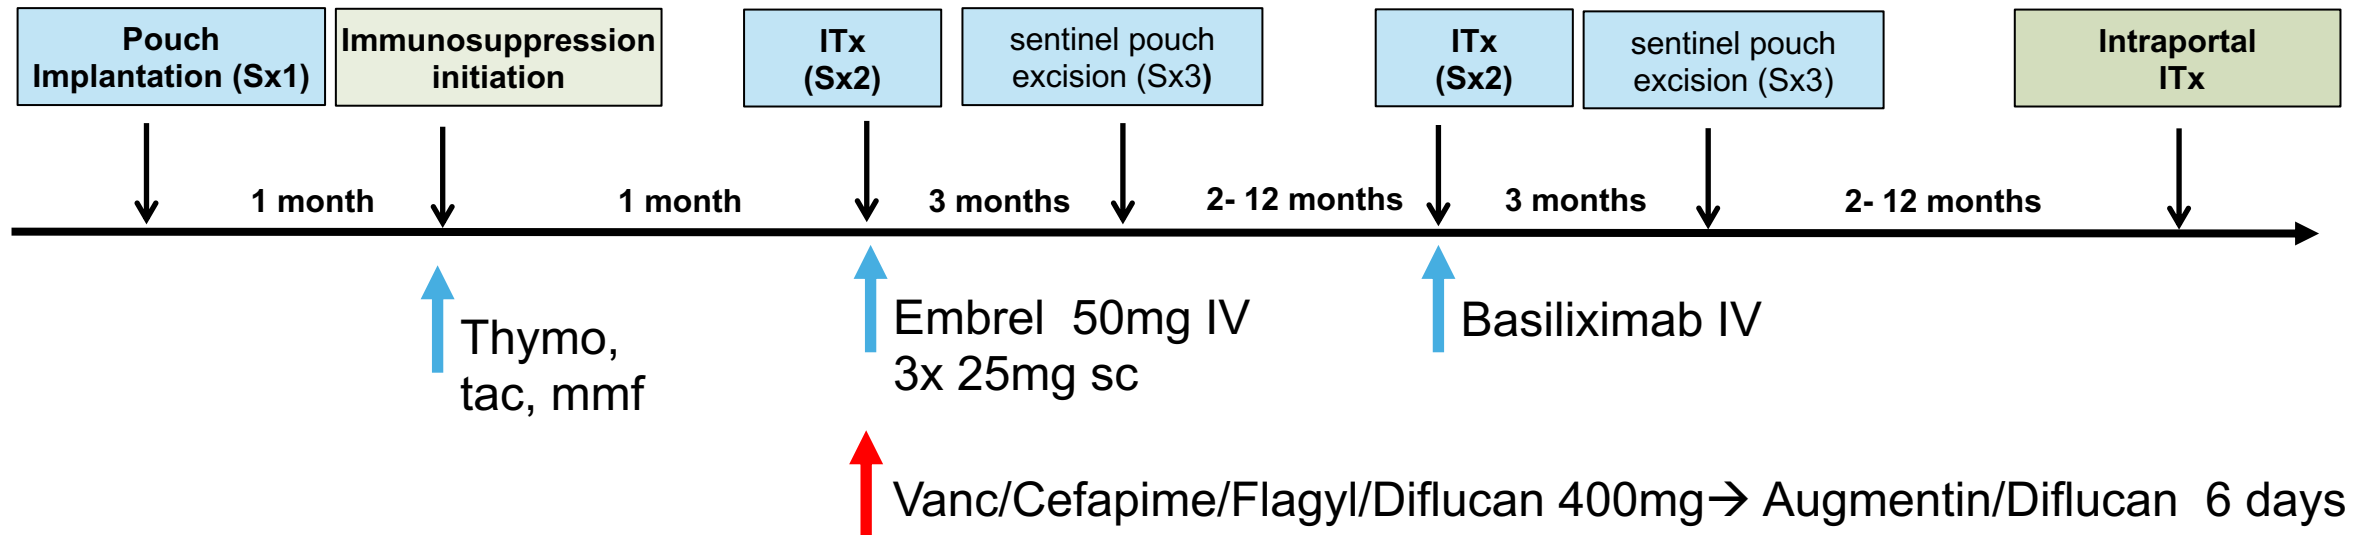 Pouch
Implantation (Sx1)
Immunosuppression
initiation
ITx
(Sx2)
sentinel pouch
excision (Sx3)
ITx
(Sx2)
sentinel pouch
excision (Sx3)
Intraportal
ITx
1 month
1 month
3 months
2- 12 months
3 months
2- 12 months
Thymo,
tac, mmf
Embrel 50mg IV
3x 25mg sc
Basiliximab IV
Vanc/Cefapime/Flagyl/Diflucan 400mg→ Augmentin/Diflucan 6 days